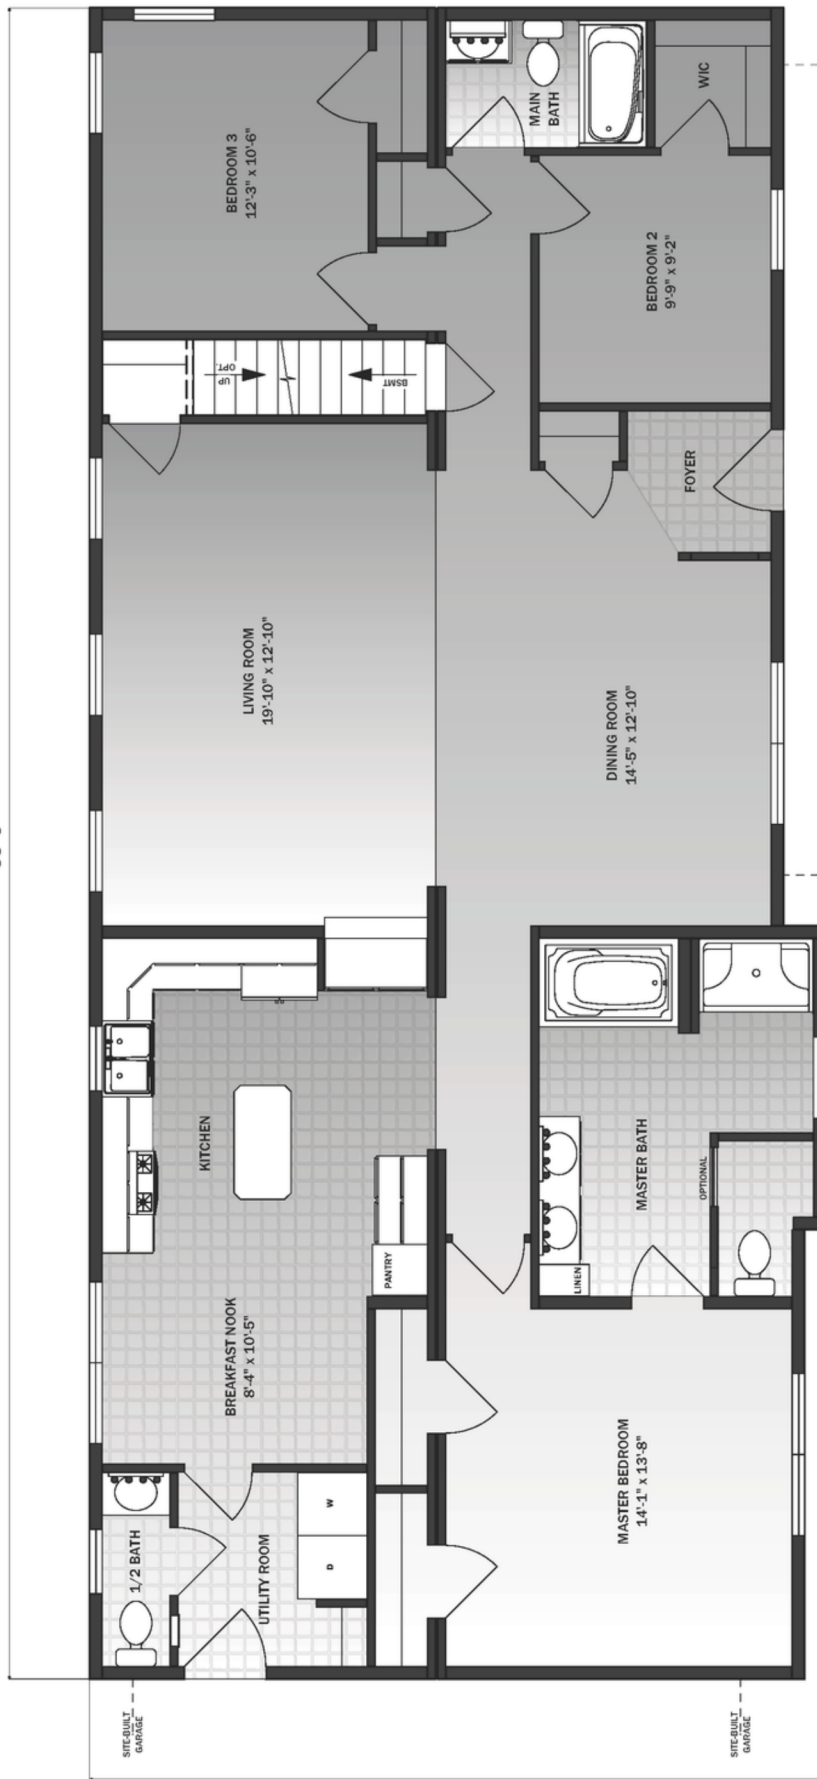 SITE-BUILT
GARAGE
1/2 BATH
UTILITY ROOM
D
W
BREAKFAST NOOK
8'-4" x 10'-5"
KITCHEN
PANTRY
LIVING ROOM
19'-10" x 12'-10"
UP
OPT.
BSMT
BEDROOM 3
12'-3" x 10'-6"
SITE-BUILT
GARAGE
MASTER BEDROOM
14'-1" x 13'-8"
LINEN
MASTER BATH
OPTIONAL
DINING ROOM
14'-5" x 12'-10"
FOYER
BEDROOM 2
9'-9" x 9'-2"
MAIN
BATH
WIC